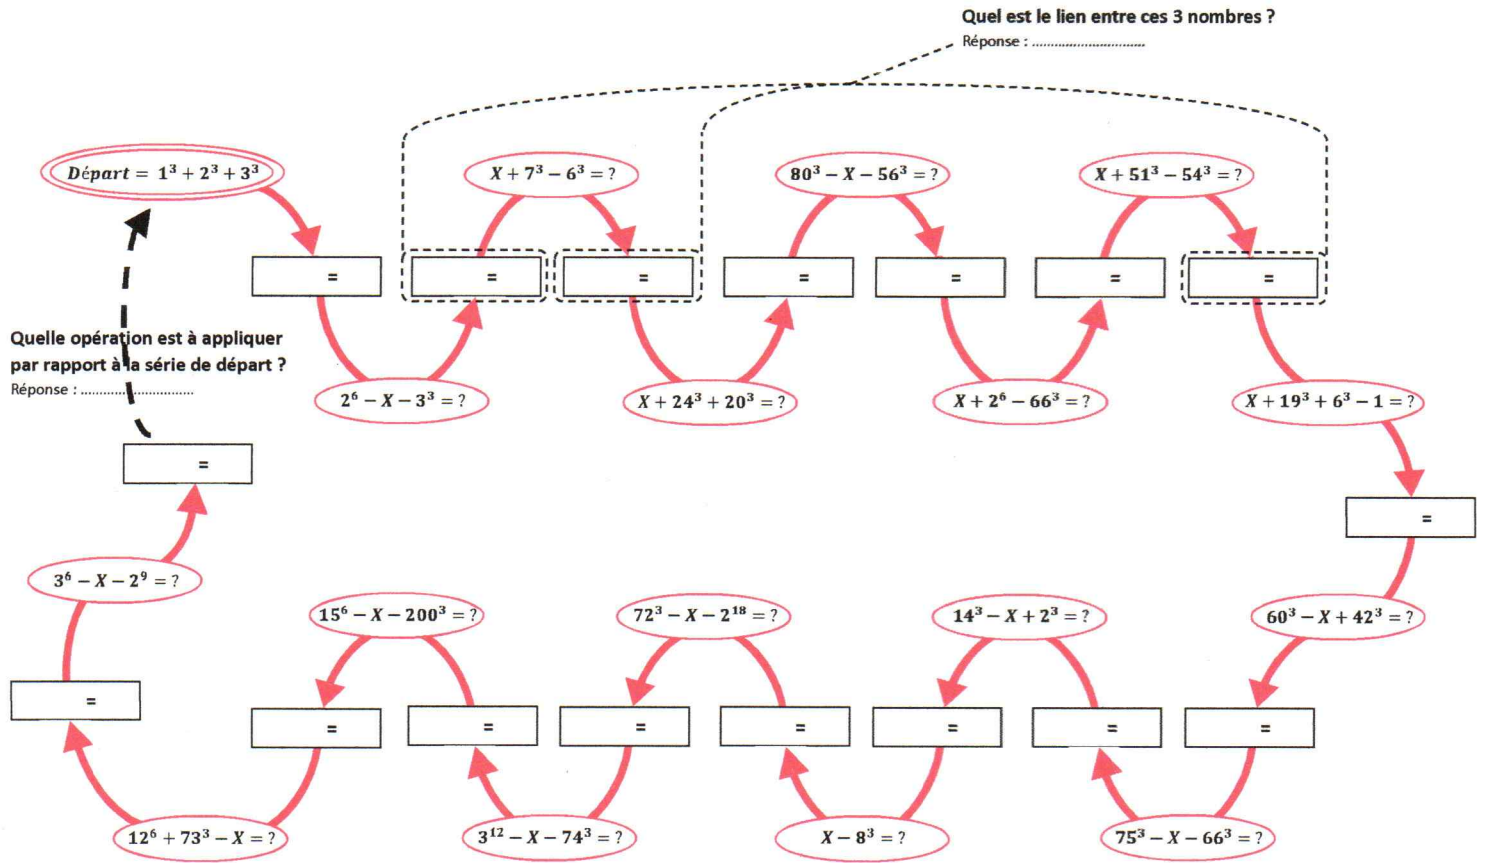 Quel est le lien entre ces 3 nombres ?
Réponse : ..............................
Départ = 1³ + 2³ + 3³
X + 7³ − 6³ = ?
80³ − X − 56³ = ?
X + 51³ − 54³ = ?
=
=
=
=
=
=
=
Quelle opération est à appliquer
par rapport à la série de départ ?
Réponse : ..............................
2⁶ − X − 3³ = ?
X + 24³ + 20³ = ?
X + 2⁶ − 66³ = ?
X + 19³ + 6³ − 1 = ?
=
=
3⁶ − X − 2⁹ = ?
15⁶ − X − 200³ = ?
72³ − X − 2¹⁸ = ?
14³ − X + 2³ = ?
60³ − X + 42³ = ?
=
=
=
=
=
=
=
=
12⁶ + 73³ − X = ?
3¹² − X − 74³ = ?
X − 8³ = ?
75³ − X − 66³ = ?